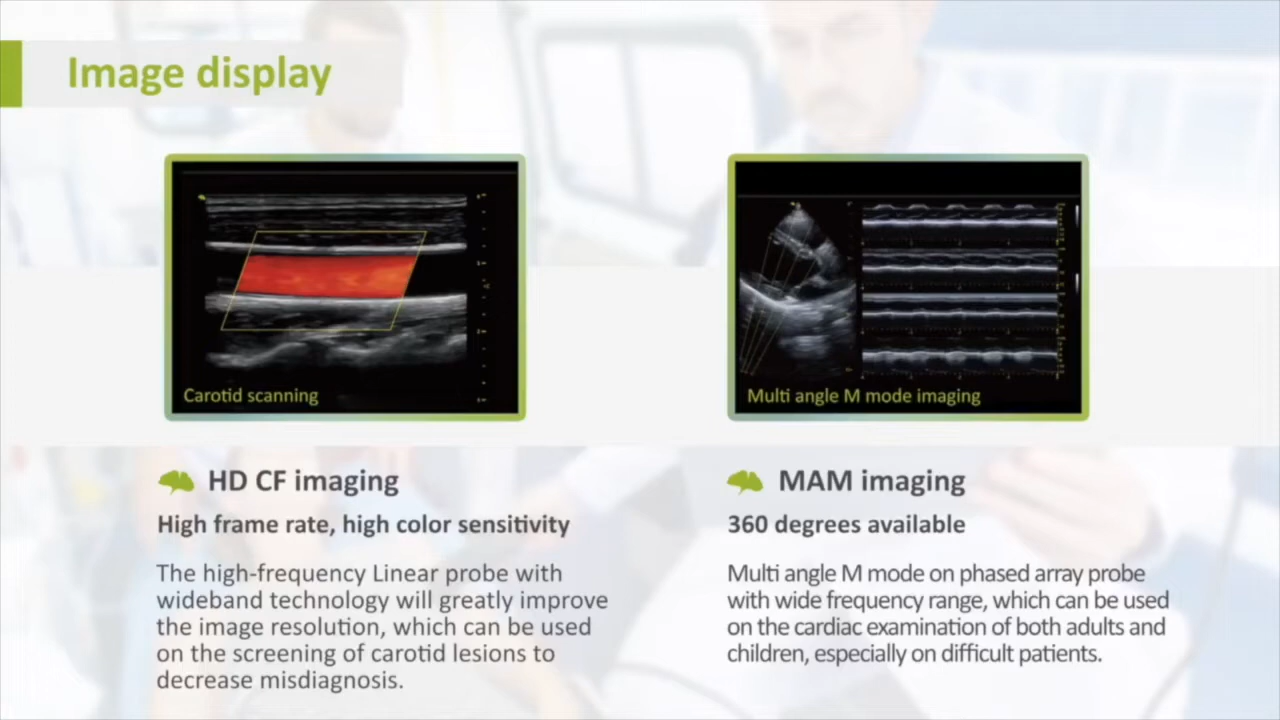 Image display
Carotid scanning
HD CF imaging
High frame rate, high color sensitivity
The high-frequency Linear probe with
wideband technology will greatly improve
the image resolution, which can be used
on the screening of carotid lesions to
decrease misdiagnosis.
Multi angle M mode imaging
MAM imaging
360 degrees available
Multi angle M mode on phased array probe
with wide frequency range, which can be used
on the cardiac examination of both adults and
children, especially on difficult patients.